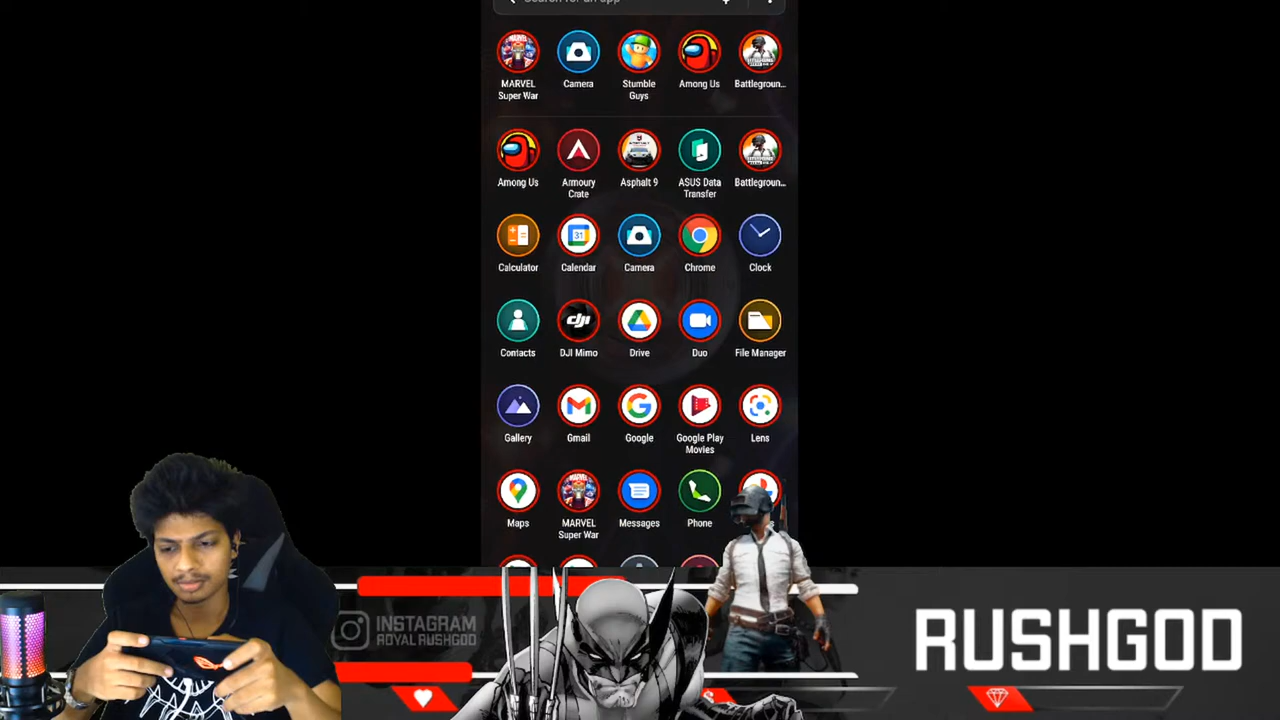 MARVEL
Super War
Camera
Stumble
Guys
Among Us
Battlegroun...
Among Us
Armoury
Crate
Asphalt 9
ASUS Data
Transfer
Battlegroun...
Calculator
31
Calendar
Camera
Chrome
Clock
Contacts
dji
DJI Mimo
Drive
Duo
File Manager
Gallery
Gmail
Google
Google Play
Movies
Lens
Maps
MARVEL
Super War
Messages
Phone
INSTAGRAM
ROYAL RUSHGOD
RUSHGOD